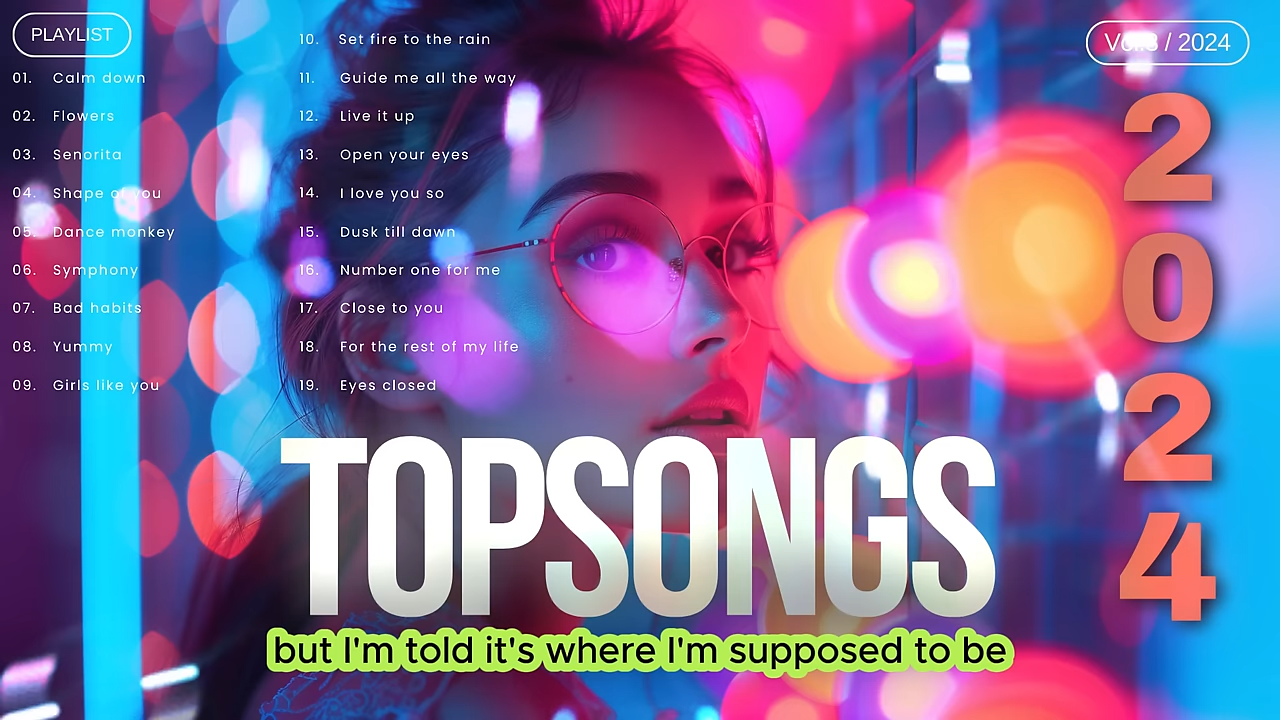 PLAYLIST
01. Calm down
02. Flowers
03. Senorita
04. Shape of you
05. Dance monkey
06. Symphony
07. Bad habits
08. Yummy
09. Girls like you
10. Set fire to the rain
11. Guide me all the way
12. Live it up
13. Open your eyes
14. I love you so
15. Dusk till dawn
16. Number one for me
17. Close to you
18. For the rest of my life
19. Eyes closed
Vol.3 / 2024
2024
TOPSONGS
but I'm told it's where I'm supposed to be